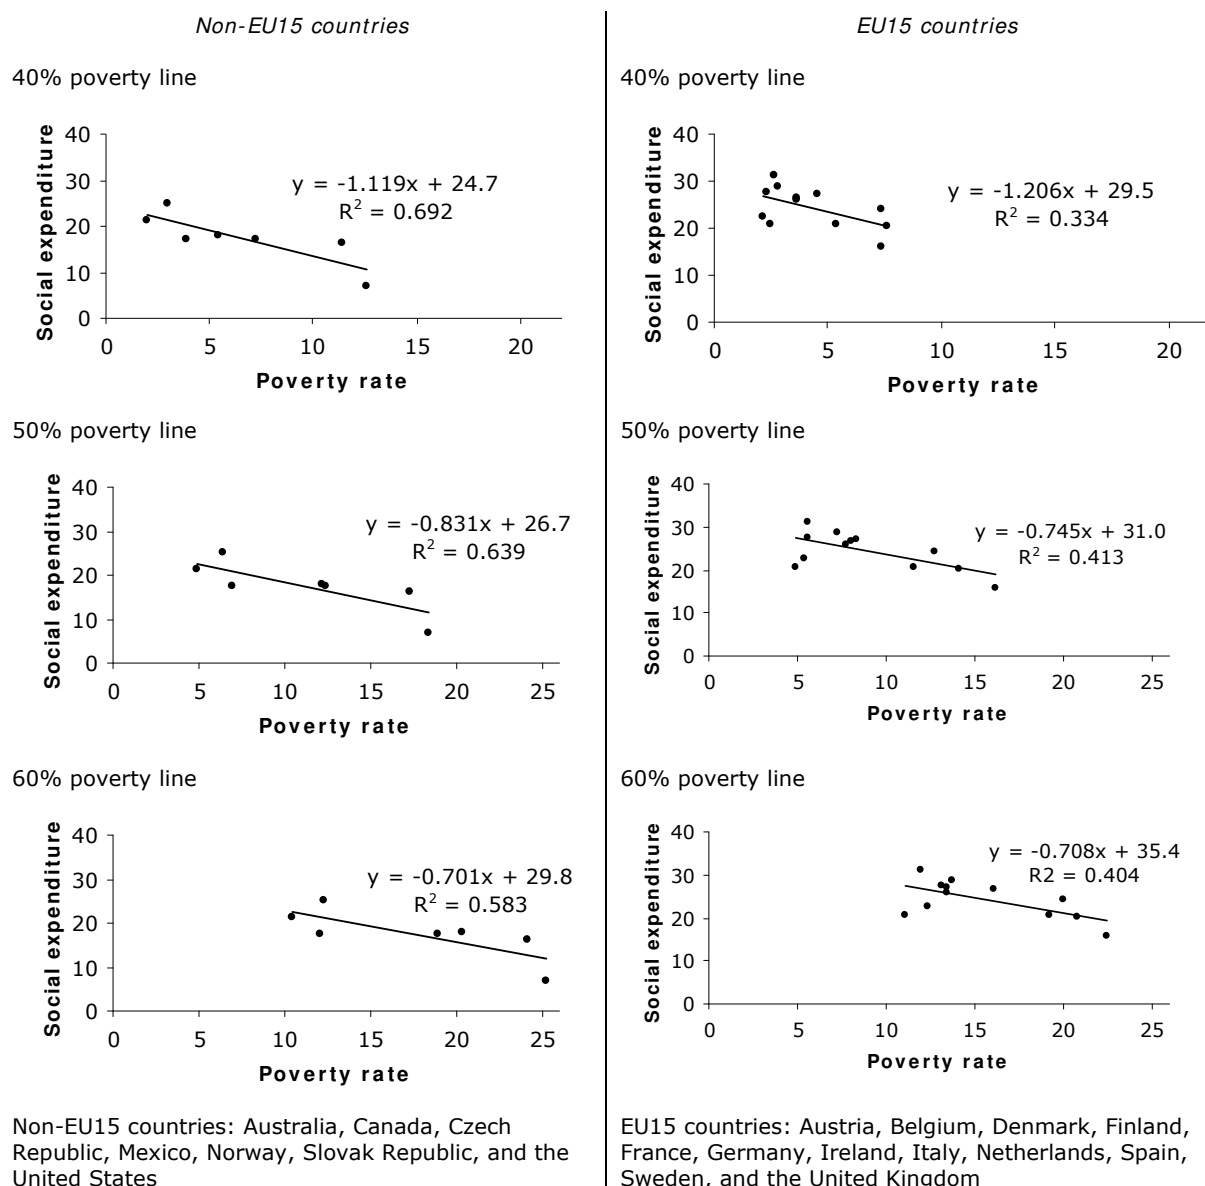 Non-EU15 countries
40% poverty line
Social expenditure
40
30
20
10
0
y = -1.119x + 24.7
R² = 0.692
0 5 10 15 20
Poverty rate
50% poverty line
Social expenditure
40
30
20
10
0
y = -0.831x + 26.7
R² = 0.639
0 5 10 15 20 25
Poverty rate
60% poverty line
Social expenditure
40
30
20
10
0
y = -0.701x + 29.8
R² = 0.583
0 5 10 15 20 25
Poverty rate
Non-EU15 countries: Australia, Canada, Czech
Republic, Mexico, Norway, Slovak Republic, and the
United States
EU15 countries
40% poverty line
Social expenditure
40
30
20
10
0
y = -1.206x + 29.5
R² = 0.334
0 5 10 15 20
Poverty rate
50% poverty line
Social expenditure
40
30
20
10
0
y = -0.745x + 31.0
R² = 0.413
0 5 10 15 20 25
Poverty rate
60% poverty line
Social expenditure
40
30
20
10
0
y = -0.708x + 35.4
R2 = 0.404
0 5 10 15 20 25
Poverty rate
EU15 countries: Austria, Belgium, Denmark, Finland,
France, Germany, Ireland, Italy, Netherlands, Spain,
Sweden, and the United Kingdom